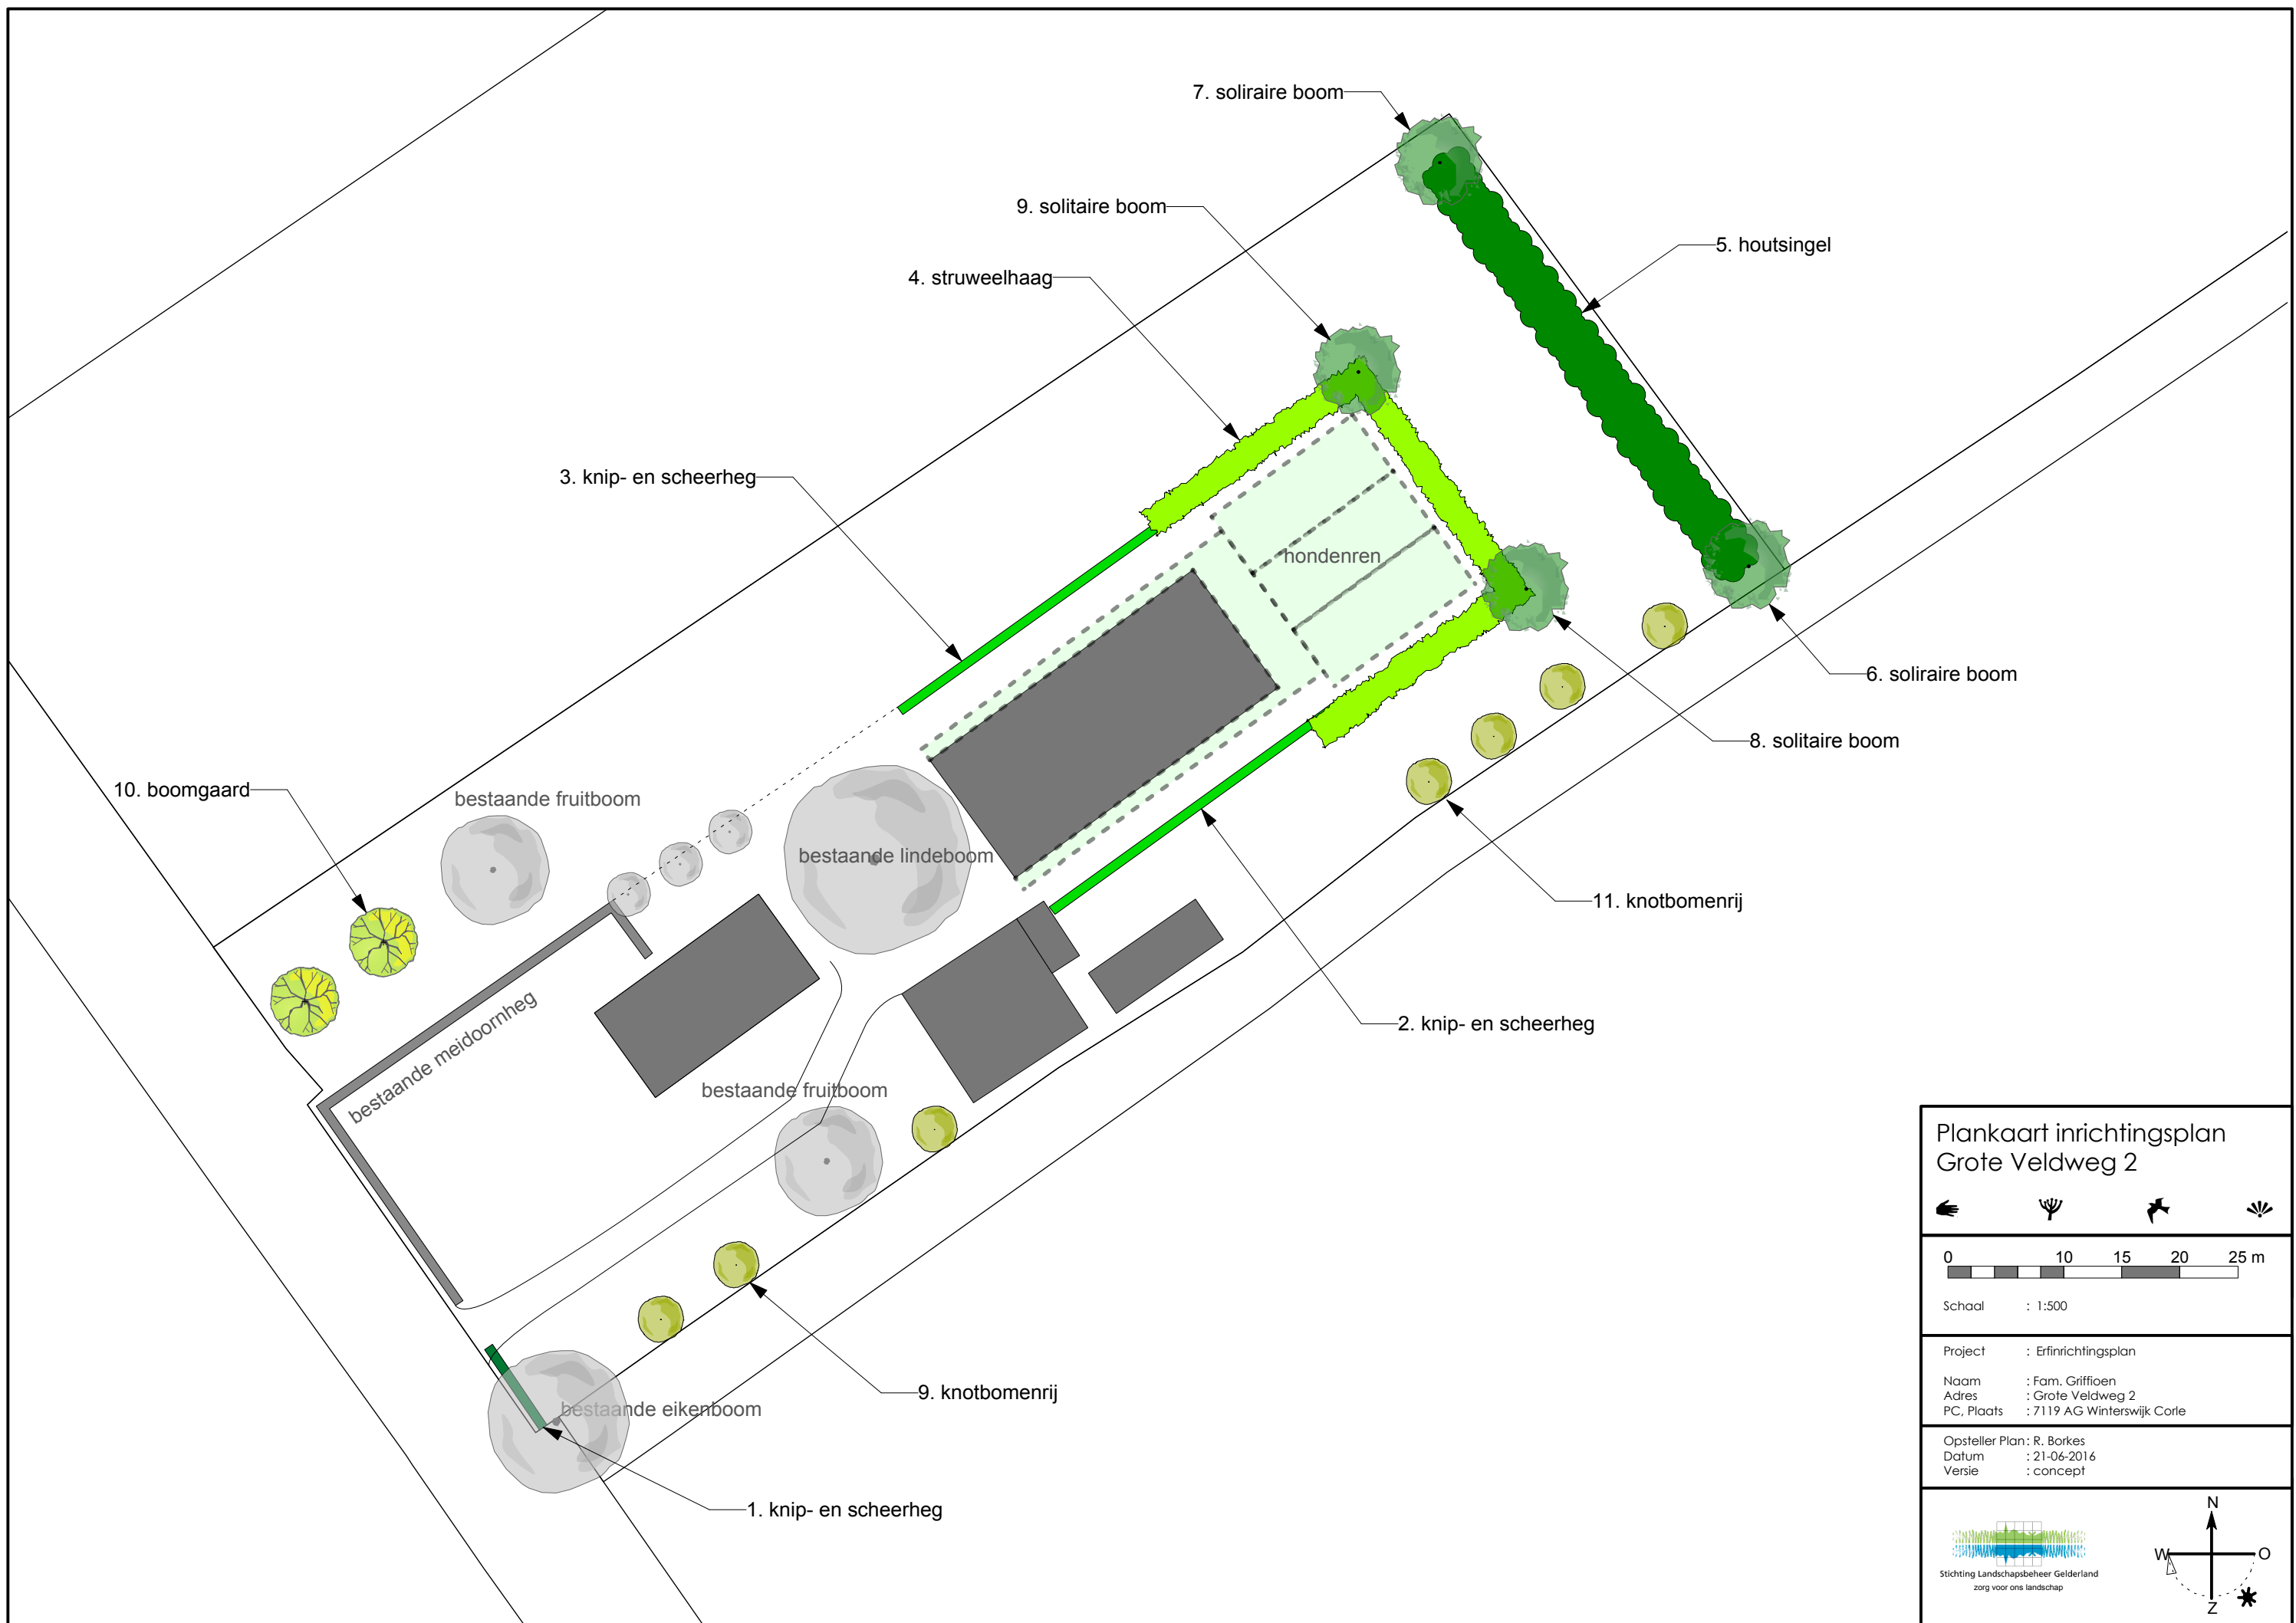 7. soliraire boom
9. solitaire boom
5. houtsingel
4. struweelhaag
3. knip- en scheerheg
hondenren
6. soliraire boom
8. solitaire boom
10. boomgaard
bestaande fruitboom
bestaande lindeboom
11. knotbomenrij
2. knip- en scheerheg
bestaande meidoornheg
bestaande fruitboom
9. knotbomenrij
bestaande eikenboom
1. knip- en scheerheg
Plankaart inrichtingsplan
Grote Veldweg 2
0 10 15 20 25 m
Schaal : 1:500
Project : Erfinrichtingsplan
Naam : Fam. Griffioen
Adres : Grote Veldweg 2
PC, Plaats : 7119 AG Winterswijk Corle
Opsteller Plan : R. Borkes
Datum : 21-06-2016
Versie : concept
Stichting Landschapsbeheer Gelderland
zorg voor ons landschap
N
W O
Z